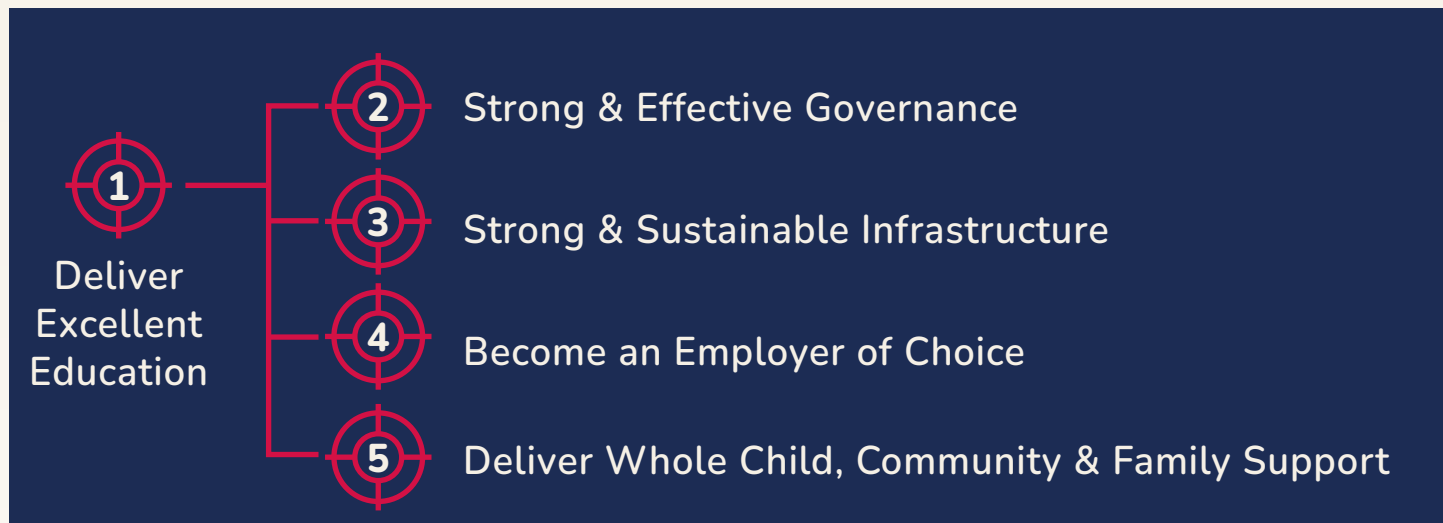 1
Deliver
Excellent
Education
2 Strong & Effective Governance
3 Strong & Sustainable Infrastructure
4 Become an Employer of Choice
5 Deliver Whole Child, Community & Family Support